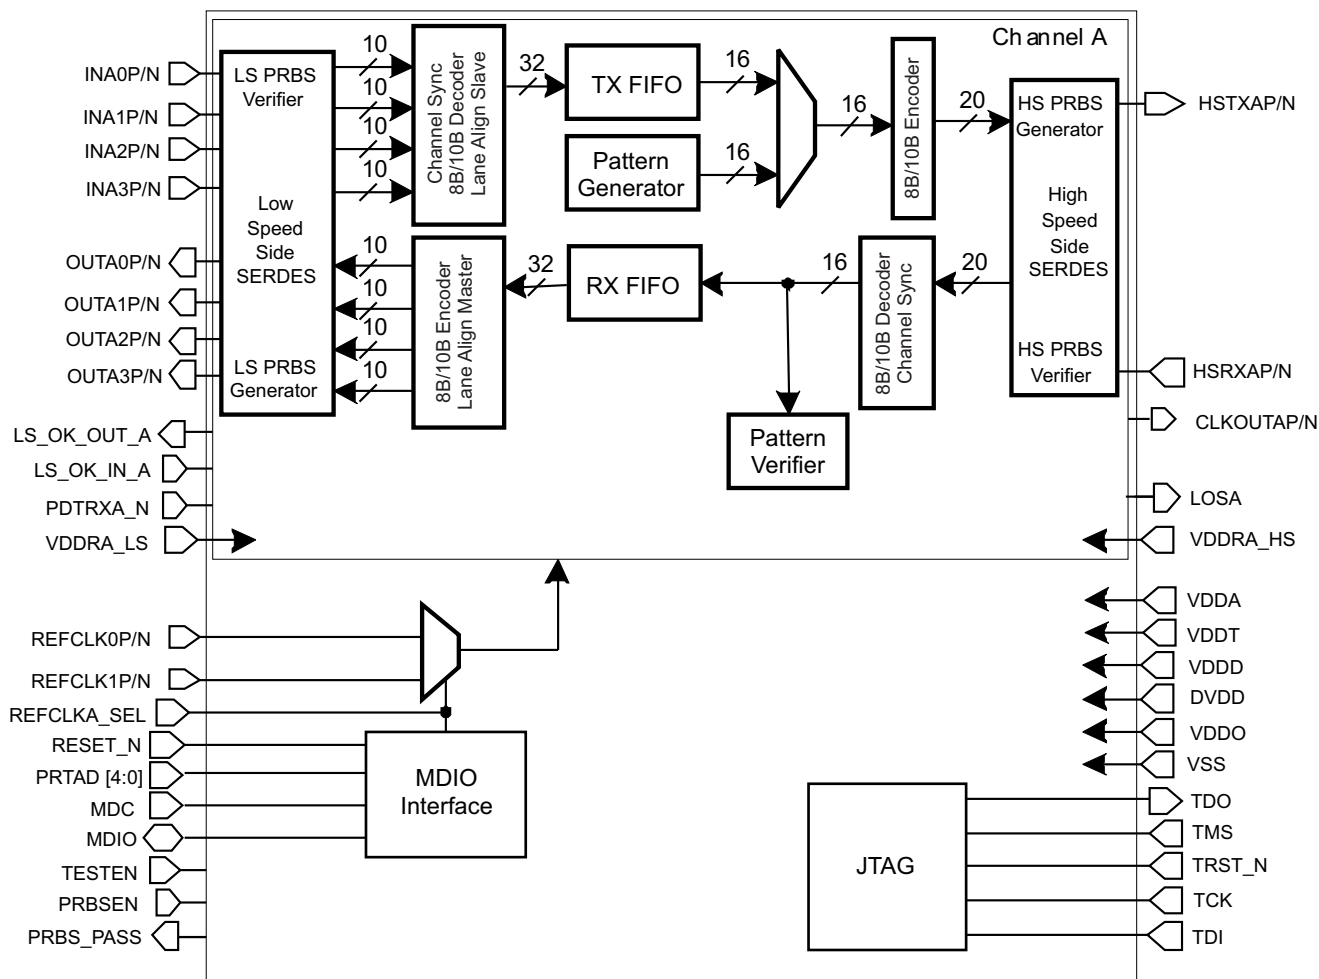 Channel A
INA0P/N
INA1P/N
INA2P/N
INA3P/N
OUTA0P/N
OUTA1P/N
OUTA2P/N
OUTA3P/N
LS_OK_OUT_A
LS_OK_IN_A
PDTRXA_N
VDDRA_LS
LS PRBS
Verifier
Low
Speed
Side
SERDES
LS PRBS
Generator
10
10
10
10
Channel Sync
8B/10B Decoder
Lane Align Slave
32
TX FIFO
16
Pattern
Generator
16
16
8B/10B Encoder
20
HS PRBS
Generator
High
Speed
Side
SERDES
HS PRBS
Verifier
10
10
10
10
8B/10B Encoder
Lane Align Master
32
RX FIFO
16
8B/10B Decoder
Channel Sync
20
Pattern
Verifier
HSTXAP/N
HSRXAP/N
CLKOUTAP/N
LOSA
VDDRA_HS
VDDA
VDDT
VDDD
DVDD
VDDO
VSS
REFCLK0P/N
REFCLK1P/N
REFCLKA_SEL
RESET_N
PRTAD [4:0]
MDC
MDIO
TESTEN
PRBSEN
PRBS_PASS
MDIO
Interface
JTAG
TDO
TMS
TRST_N
TCK
TDI